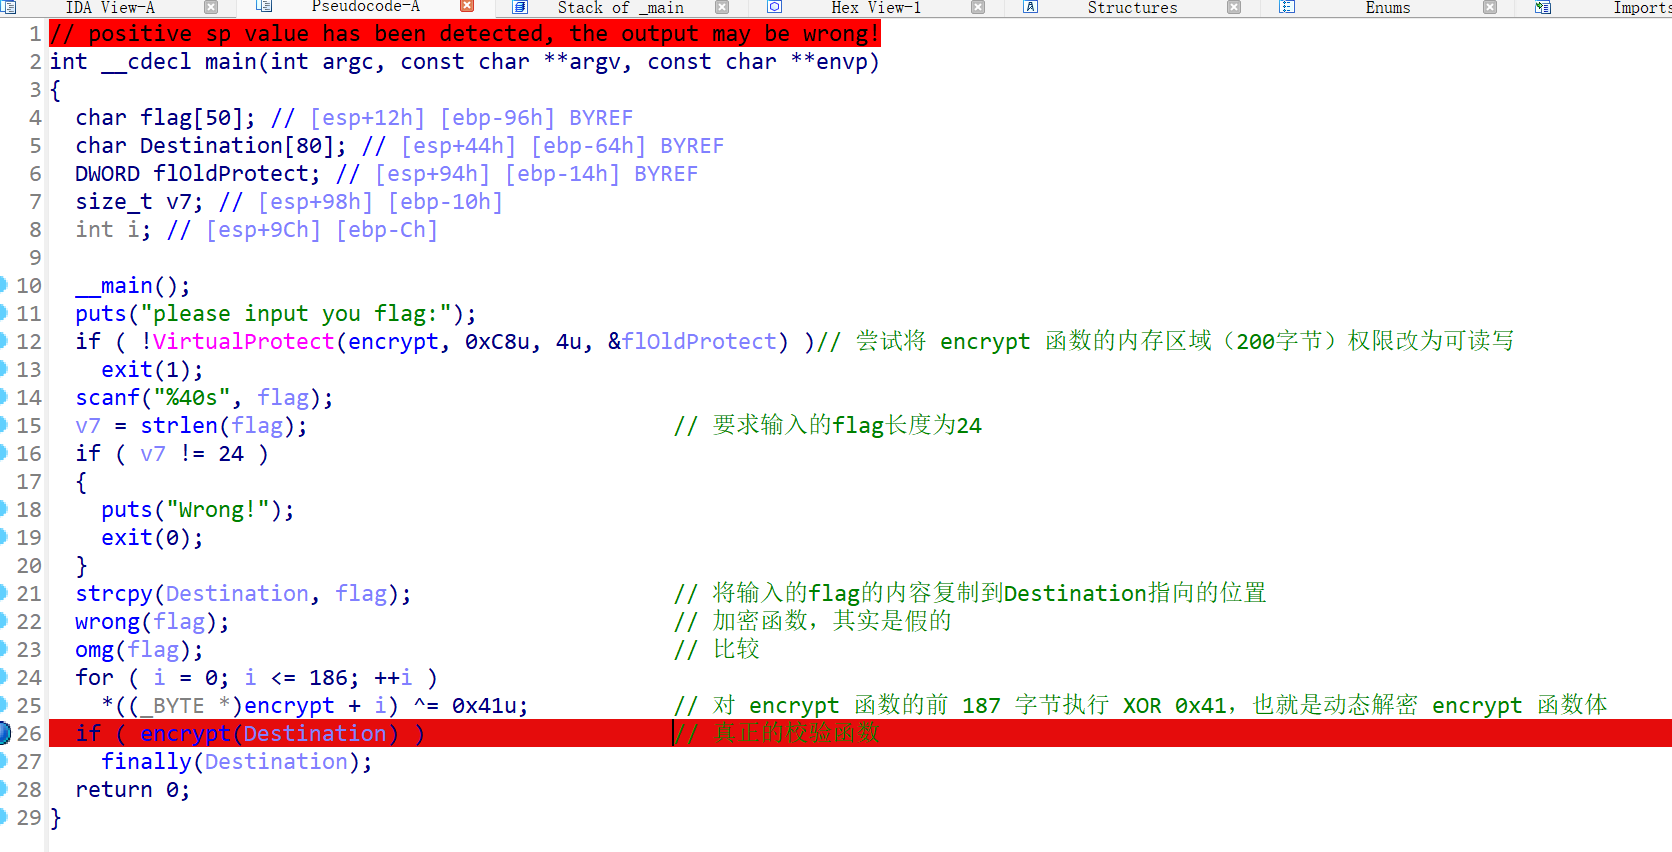 IDA View-A Pseudocode-A Stack of _main Hex View-1 Structures Enums Imports
1 // positive sp value has been detected, the output may be wrong!
2 int __cdecl main(int argc, const char **argv, const char **envp)
3 {
4 char flag[50]; // [esp+12h] [ebp-96h] BYREF
5 char Destination[80]; // [esp+44h] [ebp-64h] BYREF
6 DWORD flOldProtect; // [esp+94h] [ebp-14h] BYREF
7 size_t v7; // [esp+98h] [ebp-10h]
8 int i; // [esp+9Ch] [ebp-Ch]
9
10 __main();
11 puts("please input you flag:");
12 if ( !VirtualProtect(encrypt, 0xC8u, 4u, &flOldProtect) )// 尝试将 encrypt 函数的内存区域（200字节）权限改为可读写
13 exit(1);
14 scanf("%40s", flag);
15 v7 = strlen(flag); // 要求输入的flag长度为24
16 if ( v7 != 24 )
17 {
18 puts("Wrong!");
19 exit(0);
20 }
21 strcpy(Destination, flag); // 将输入的flag的内容复制到Destination指向的位置
22 wrong(flag); // 加密函数，其实是假的
23 omg(flag); // 比较
24 for ( i = 0; i <= 186; ++i )
25 *((_BYTE *)encrypt + i) ^= 0x41u; // 对 encrypt 函数的前 187 字节执行 XOR 0x41，也就是动态解密 encrypt 函数体
26 if ( encrypt(Destination) ) // 真正的校验函数
27 finally(Destination);
28 return 0;
29 }